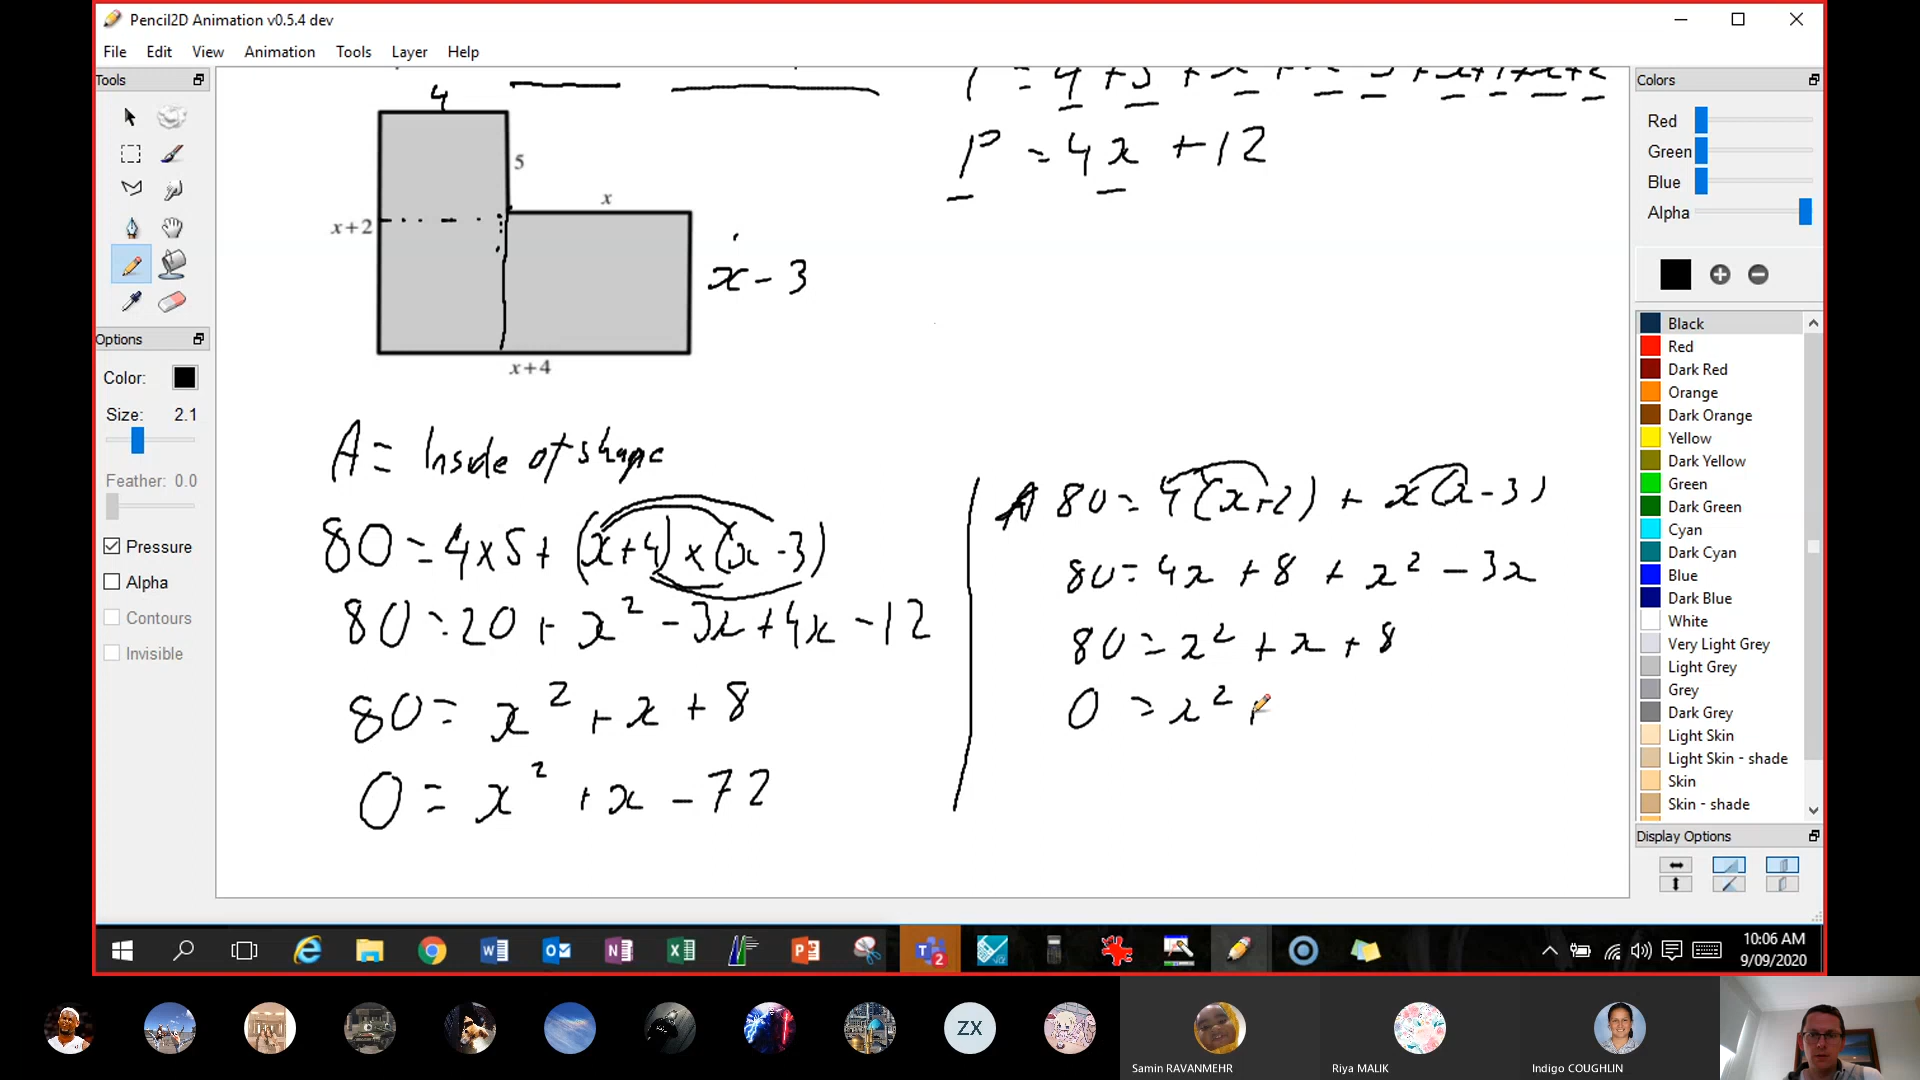 Pencil2D Animation v0.5.4 dev
File Edit View Animation Tools Layer Help
Tools
Options
Color:
Size: 2.1
Feather: 0.0
Pressure
Alpha
Contours
Invisible
4
5
x
x+2
x - 3
x+4
P = 4x + 12
A = Inside of shape
80 = 4 x 5 + (x+4) x (x - 3)
80 = 20 + x² - 3x + 4x - 12
80 = x² + x + 8
0 = x² + x - 72
80 = 4(x+2) + x(x - 3)
80 = 4x + 8 + x² - 3x
80 = x² + x + 8
0 = x² +
Colors
Red
Green
Blue
Alpha
Black
Red
Dark Red
Orange
Dark Orange
Yellow
Dark Yellow
Green
Dark Green
Cyan
Dark Cyan
Blue
Dark Blue
White
Very Light Grey
Light Grey
Grey
Dark Grey
Light Skin
Light Skin - shade
Skin
Skin - shade
Display Options
10:06 AM
9/09/2020
ZX
Samin RAVANMEHR
Riya MALIK
Indigo COUGHLIN